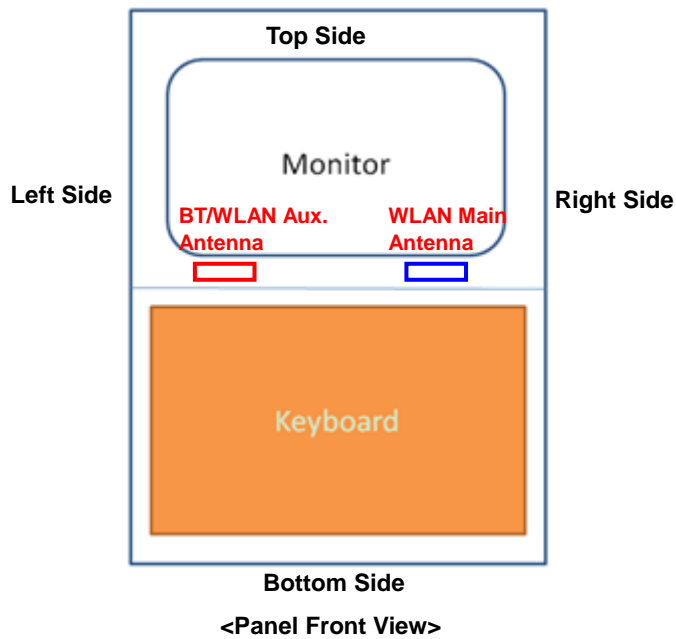 Top Side
Monitor
Left Side
Right Side
BT/WLAN Aux.
Antenna
WLAN Main
Antenna
Keyboard
Bottom Side
<Panel Front View>